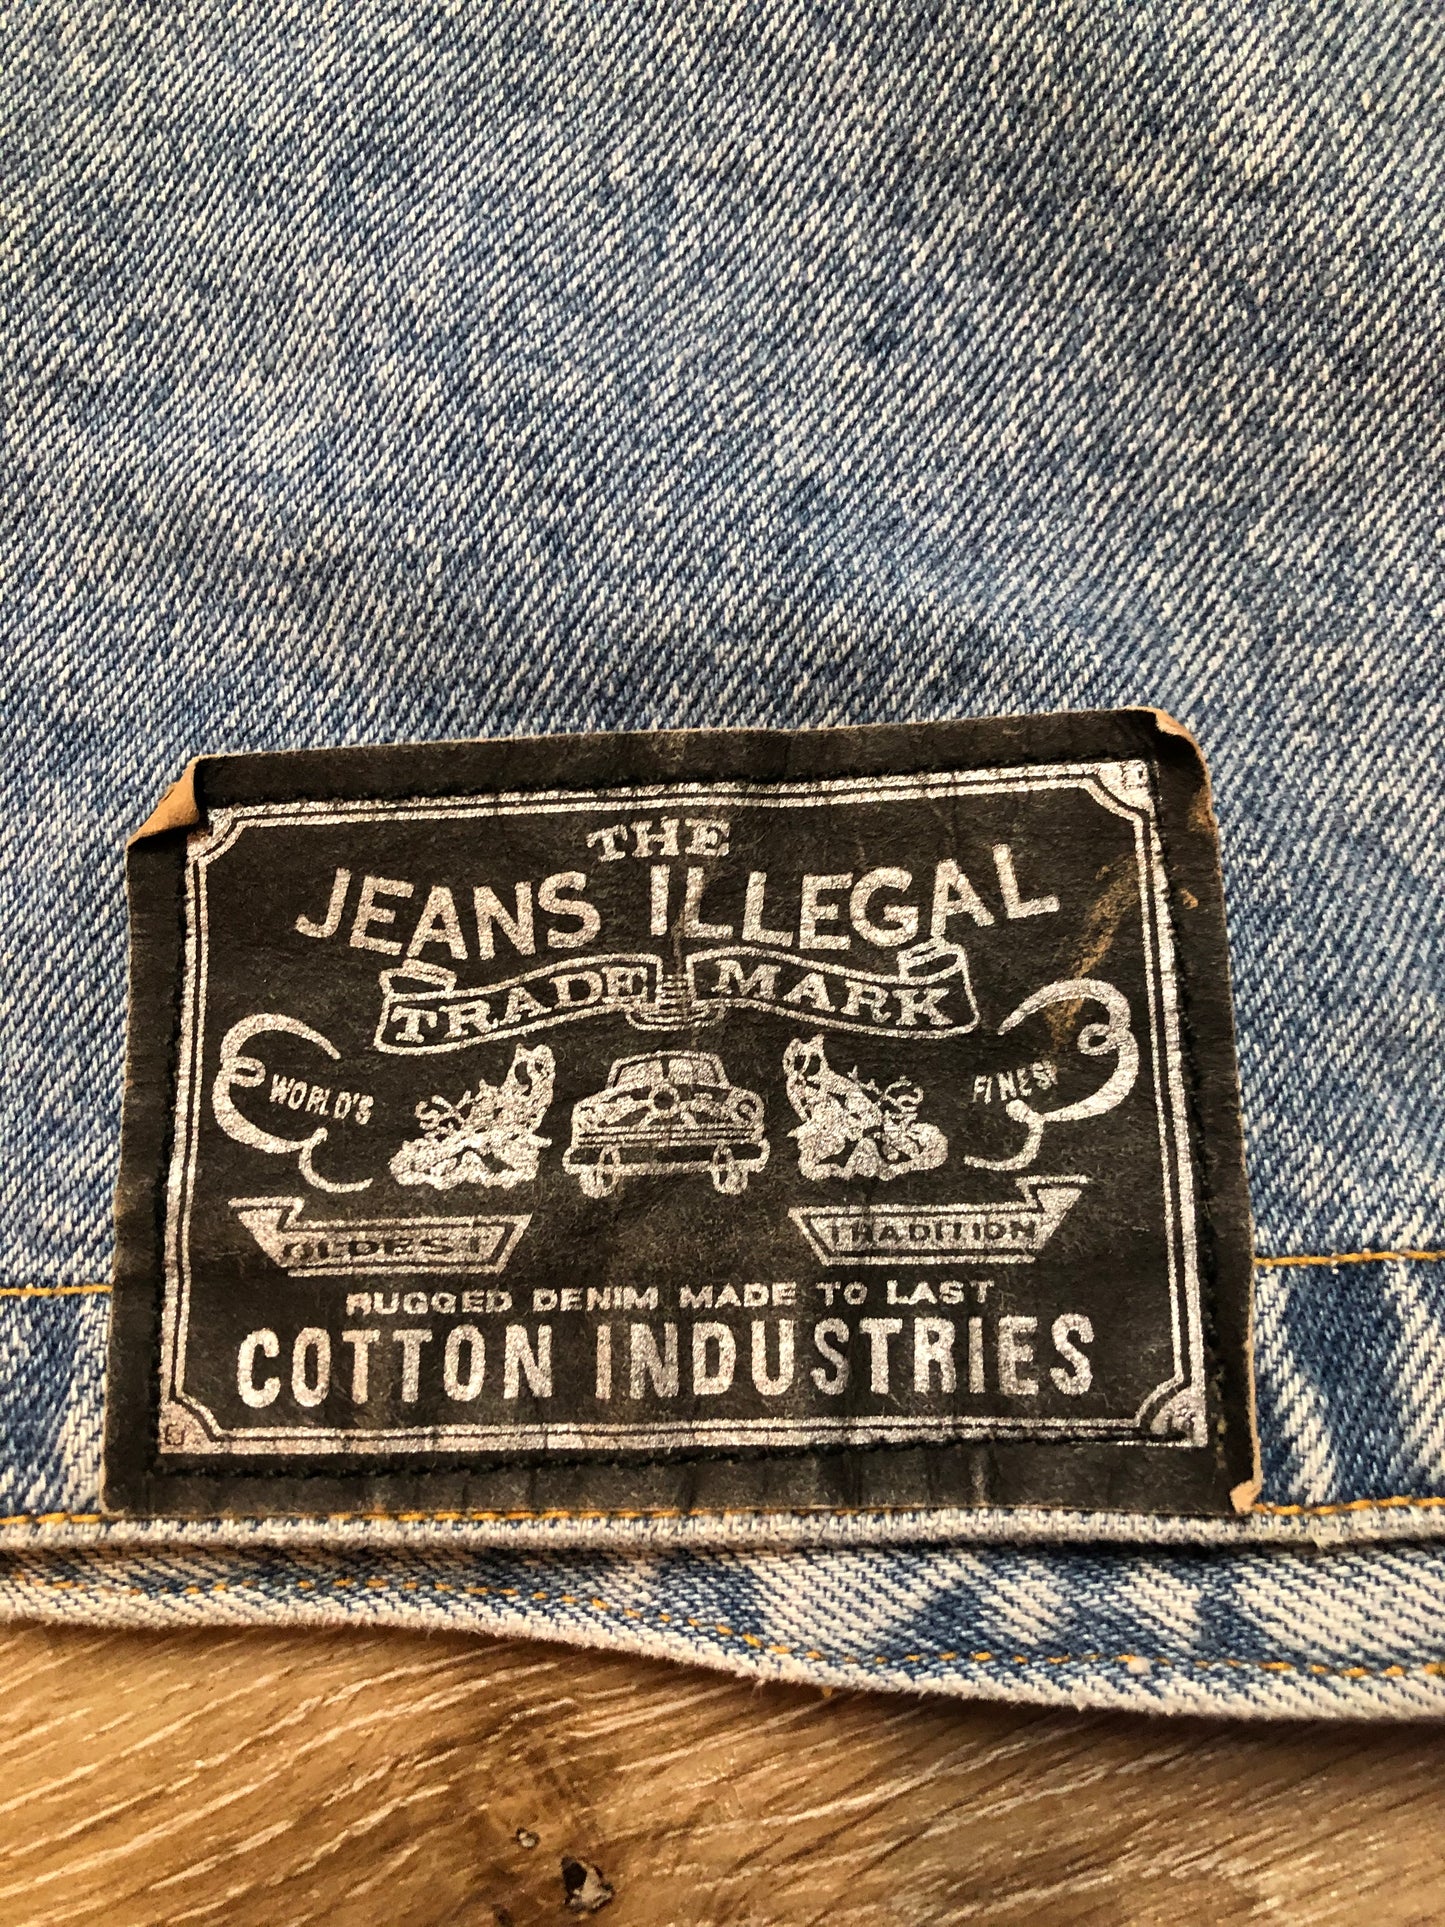 THE
JEANS ILLEGAL
TRADE MARK
WORLD'S FINEST
OLDEST TRADITION
RUGGED DENIM MADE TO LAST
COTTON INDUSTRIES